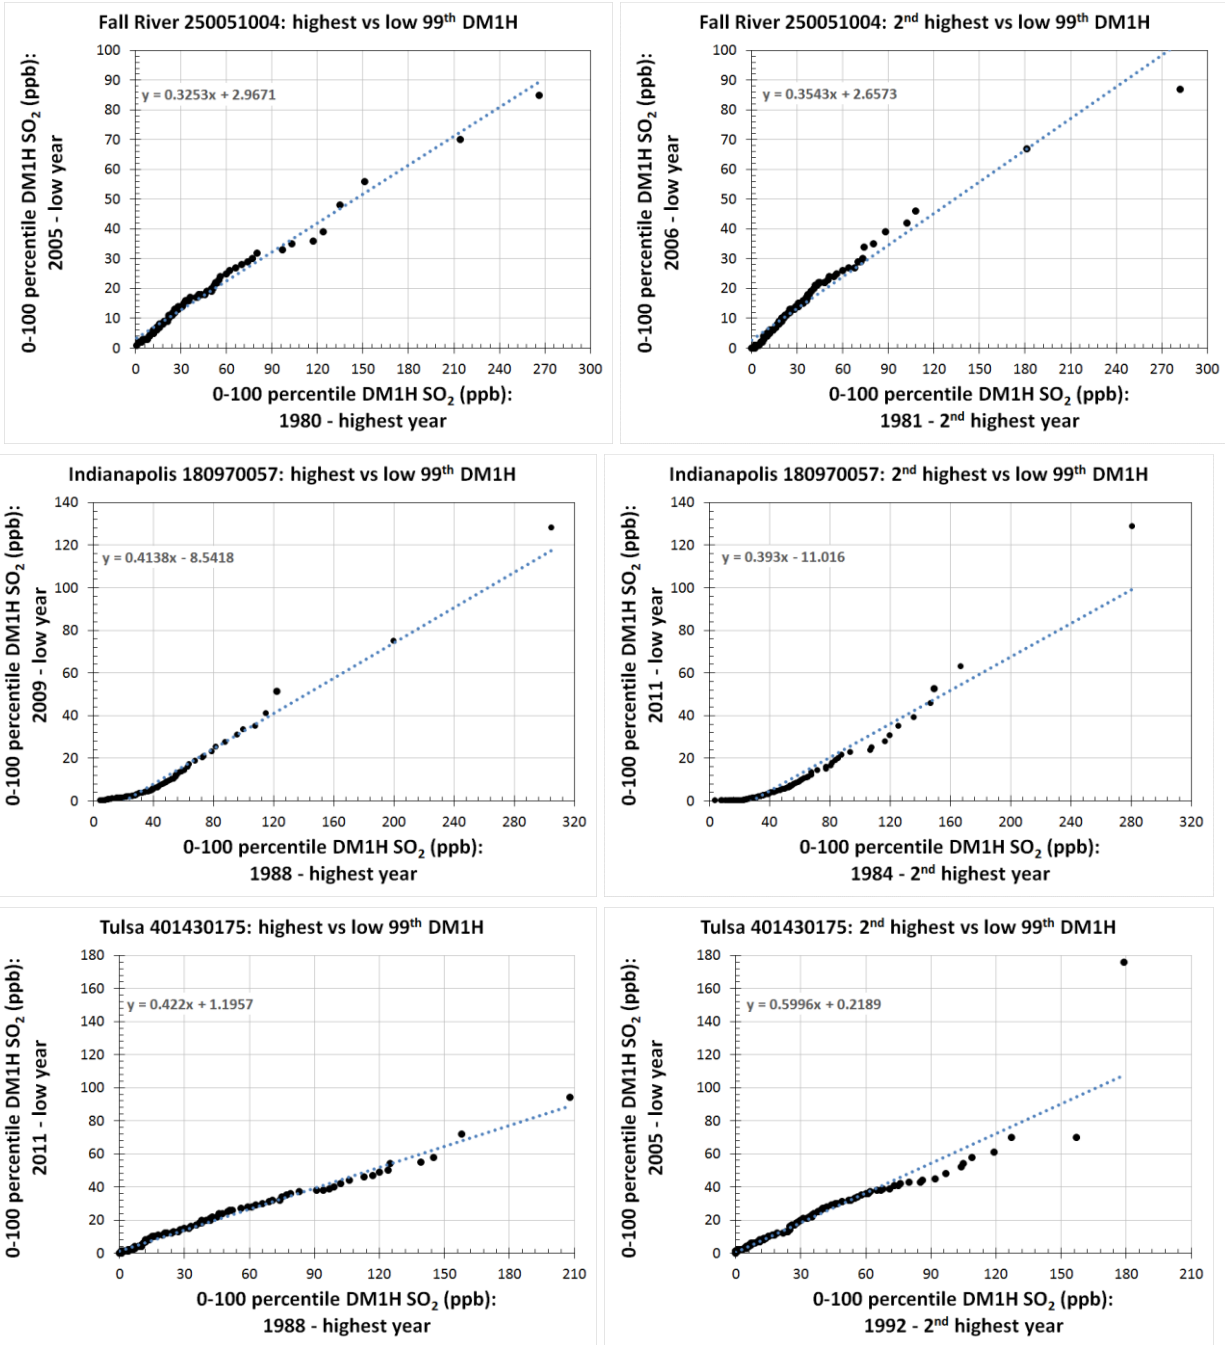 Fall River 250051004: highest vs low 99th DM1H
0-100 percentile DM1H SO2 (ppb):
2005 - low year
100
90
80
70
60
50
40
30
20
10
0
y = 0.3253x + 2.9671
0 30 60 90 120 150 180 210 240 270 300
0-100 percentile DM1H SO2 (ppb):
1980 - highest year
Fall River 250051004: 2nd highest vs low 99th DM1H
0-100 percentile DM1H SO2 (ppb):
2006 - low year
100
90
80
70
60
50
40
30
20
10
0
y = 0.3543x + 2.6573
0 30 60 90 120 150 180 210 240 270 300
0-100 percentile DM1H SO2 (ppb):
1981 - 2nd highest year
Indianapolis 180970057: highest vs low 99th DM1H
0-100 percentile DM1H SO2 (ppb):
2009 - low year
140
120
100
80
60
40
20
0
y = 0.4138x - 8.5418
0 40 80 120 160 200 240 280 320
0-100 percentile DM1H SO2 (ppb):
1988 - highest year
Indianapolis 180970057: 2nd highest vs low 99th DM1H
0-100 percentile DM1H SO2 (ppb):
2011 - low year
140
120
100
80
60
40
20
0
y = 0.393x - 11.016
0 40 80 120 160 200 240 280 320
0-100 percentile DM1H SO2 (ppb):
1984 - 2nd highest year
Tulsa 401430175: highest vs low 99th DM1H
0-100 percentile DM1H SO2 (ppb):
2011 - low year
180
160
140
120
100
80
60
40
20
0
y = 0.422x + 1.1957
0 30 60 90 120 150 180 210
0-100 percentile DM1H SO2 (ppb):
1988 - highest year
Tulsa 401430175: 2nd highest vs low 99th DM1H
0-100 percentile DM1H SO2 (ppb):
2005 - low year
180
160
140
120
100
80
60
40
20
0
y = 0.5996x + 0.2189
0 30 60 90 120 150 180 210
0-100 percentile DM1H SO2 (ppb):
1992 - 2nd highest year